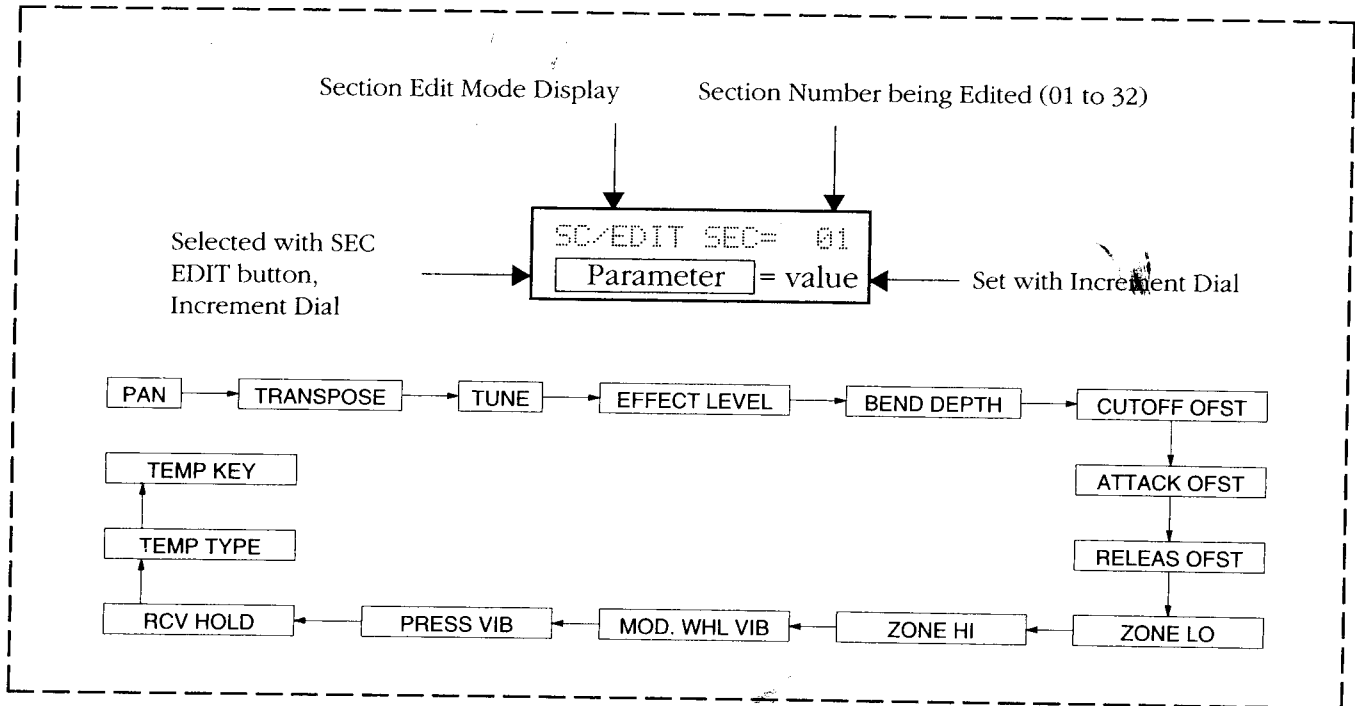 Section Edit Mode Display
Section Number being Edited (01 to 32)
SC/EDIT SEC= 01
Parameter = value
Selected with SEC
EDIT button,
Increment Dial
Set with Increment Dial
PAN
TRANSPOSE
TUNE
EFFECT LEVEL
BEND DEPTH
CUTOFF OFST
ATTACK OFST
RELEAS OFST
ZONE LO
ZONE HI
MOD. WHL VIB
PRESS VIB
RCV HOLD
TEMP TYPE
TEMP KEY